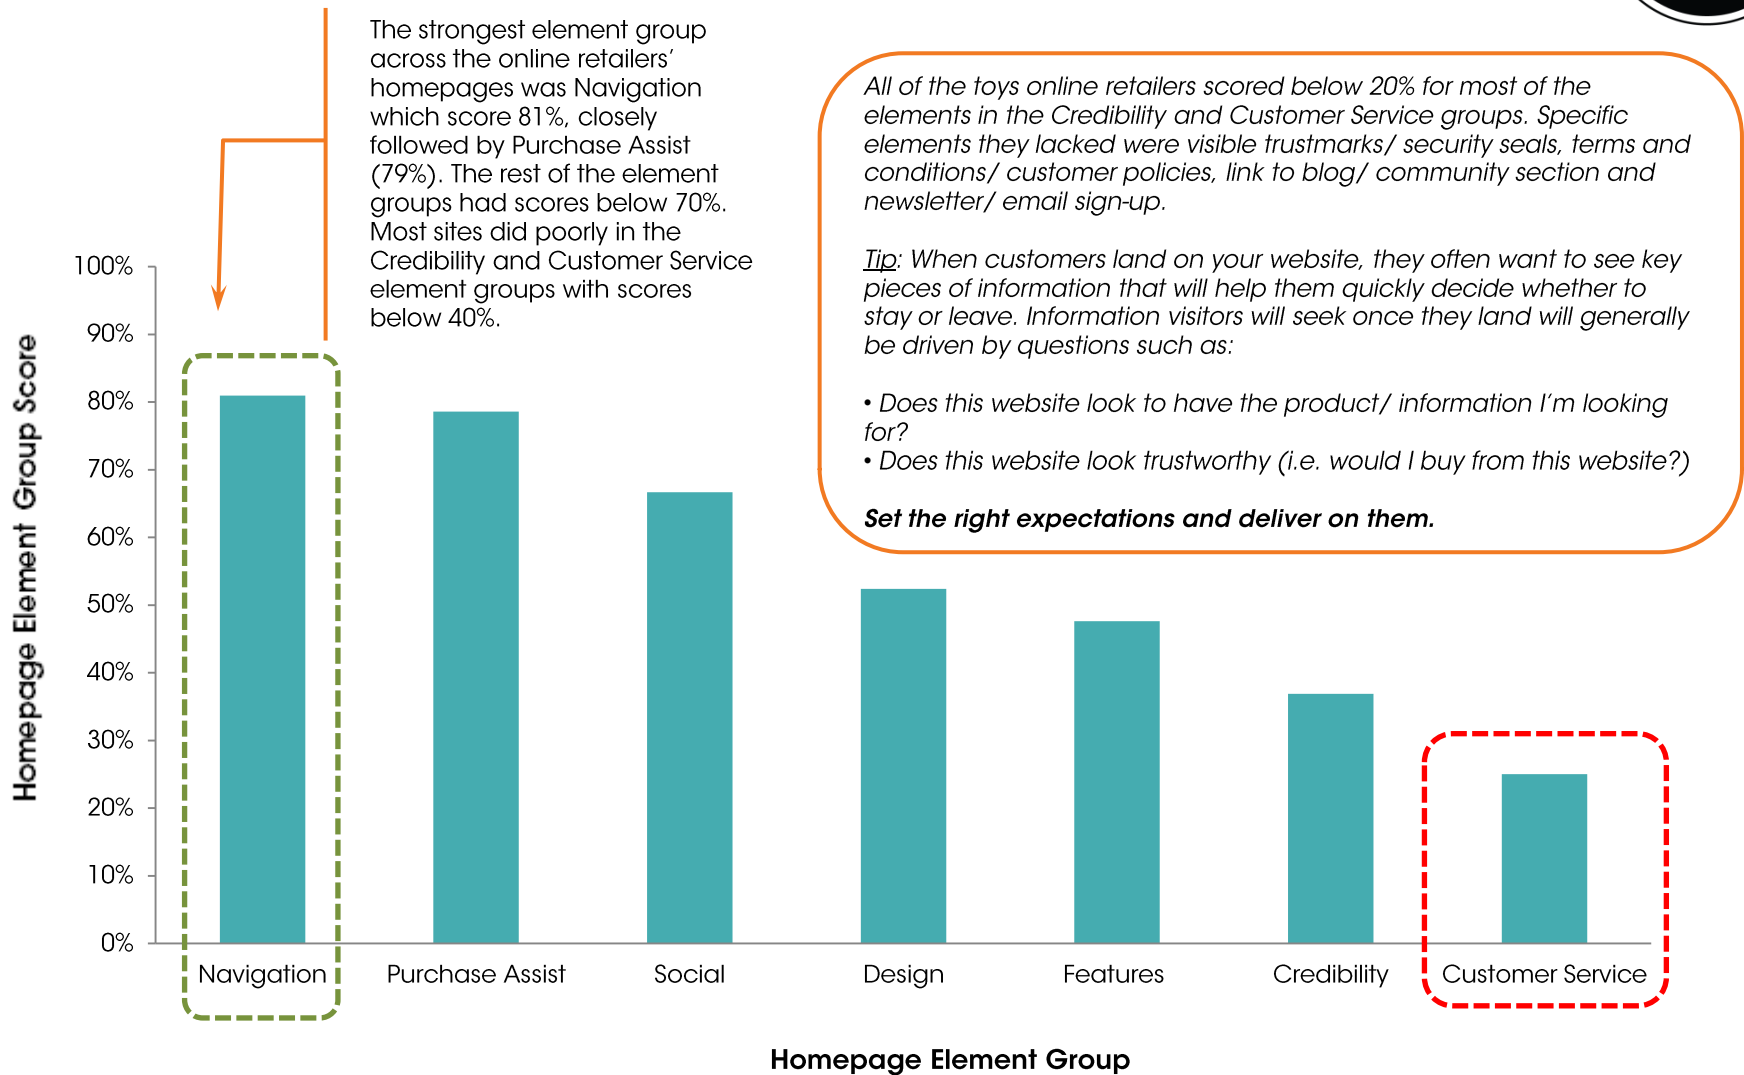 The strongest element group
across the online retailers’
homepages was Navigation
which score 81%, closely
followed by Purchase Assist
(79%). The rest of the element
groups had scores below 70%.
Most sites did poorly in the
Credibility and Customer Service
element groups with scores
below 40%.
All of the toys online retailers scored below 20% for most of the
elements in the Credibility and Customer Service groups. Specific
elements they lacked were visible trustmarks/ security seals, terms and
conditions/ customer policies, link to blog/ community section and
newsletter/ email sign-up.
Tip: When customers land on your website, they often want to see key
pieces of information that will help them quickly decide whether to
stay or leave. Information visitors will seek once they land will generally
be driven by questions such as:
• Does this website look to have the product/ information I’m looking
for?
• Does this website look trustworthy (i.e. would I buy from this website?)
Set the right expectations and deliver on them.
Homepage Element Group Score
100%
90%
80%
70%
60%
50%
40%
30%
20%
10%
0%
Navigation
Purchase Assist
Social
Design
Features
Credibility
Customer Service
Homepage Element Group